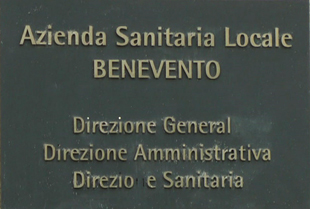 Azienda Sanitaria Locale
BENEVENTO
Direzione General
Direzione Amministrativa
Direzio e Sanitaria